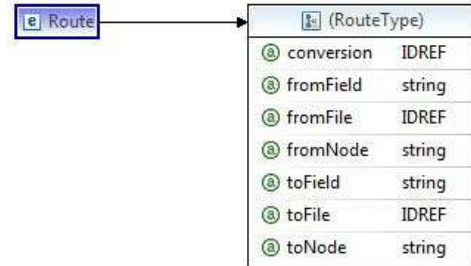 e Route
(RouteType)
a conversion IDREF
a fromField string
a fromFile IDREF
a fromNode string
a toField string
a toFile IDREF
a toNode string